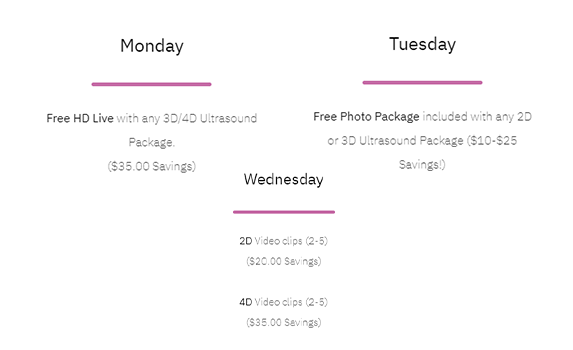 Monday
Free HD Live with any 3D/4D Ultrasound
Package.
($35.00 Savings)
Tuesday
Free Photo Package included with any 2D
or 3D Ultrasound Package ($10-$25
Savings!)
Wednesday
2D Video clips (2-5)
($20.00 Savings)
4D Video clips (2-5)
($35.00 Savings)